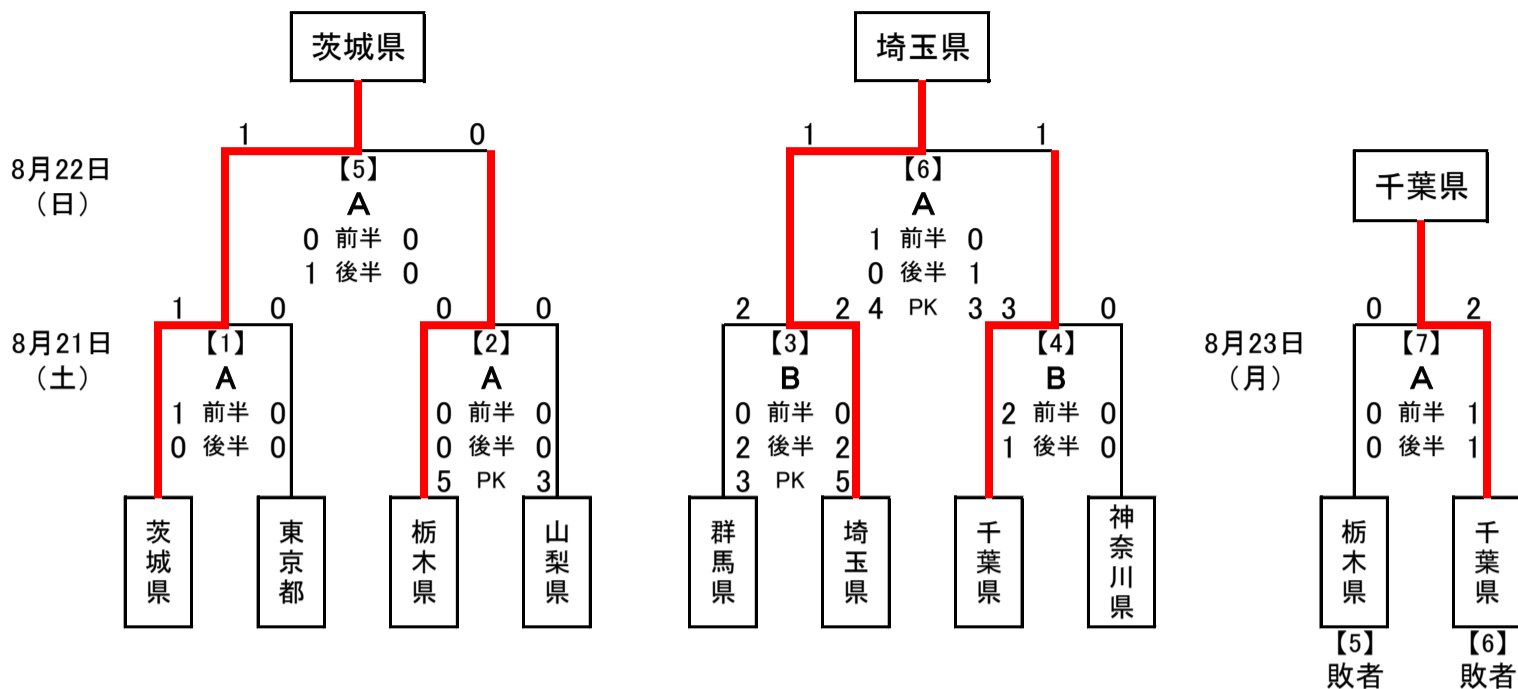 茨城県
埼玉県
1 0
1 1
8月22日
（日）
【5】
A
0 前半 0
1 後半 0
【6】
A
1 前半 0
0 後半 1
4 PK 3
千葉県
8月21日
（土）
1 0
【1】
A
1 前半 0
0 後半 0
0 0
【2】
A
0 前半 0
0 後半 0
5 PK 3
2 2
【3】
B
0 前半 0
2 後半 2
3 PK 5
3 0
【4】
B
2 前半 0
1 後半 0
8月23日
（月）
0 2
【7】
A
0 前半 1
0 後半 1
茨城県
東京都
栃木県
山梨県
群馬県
埼玉県
千葉県
神奈川県
栃木県
【5】
敗者
千葉県
【6】
敗者